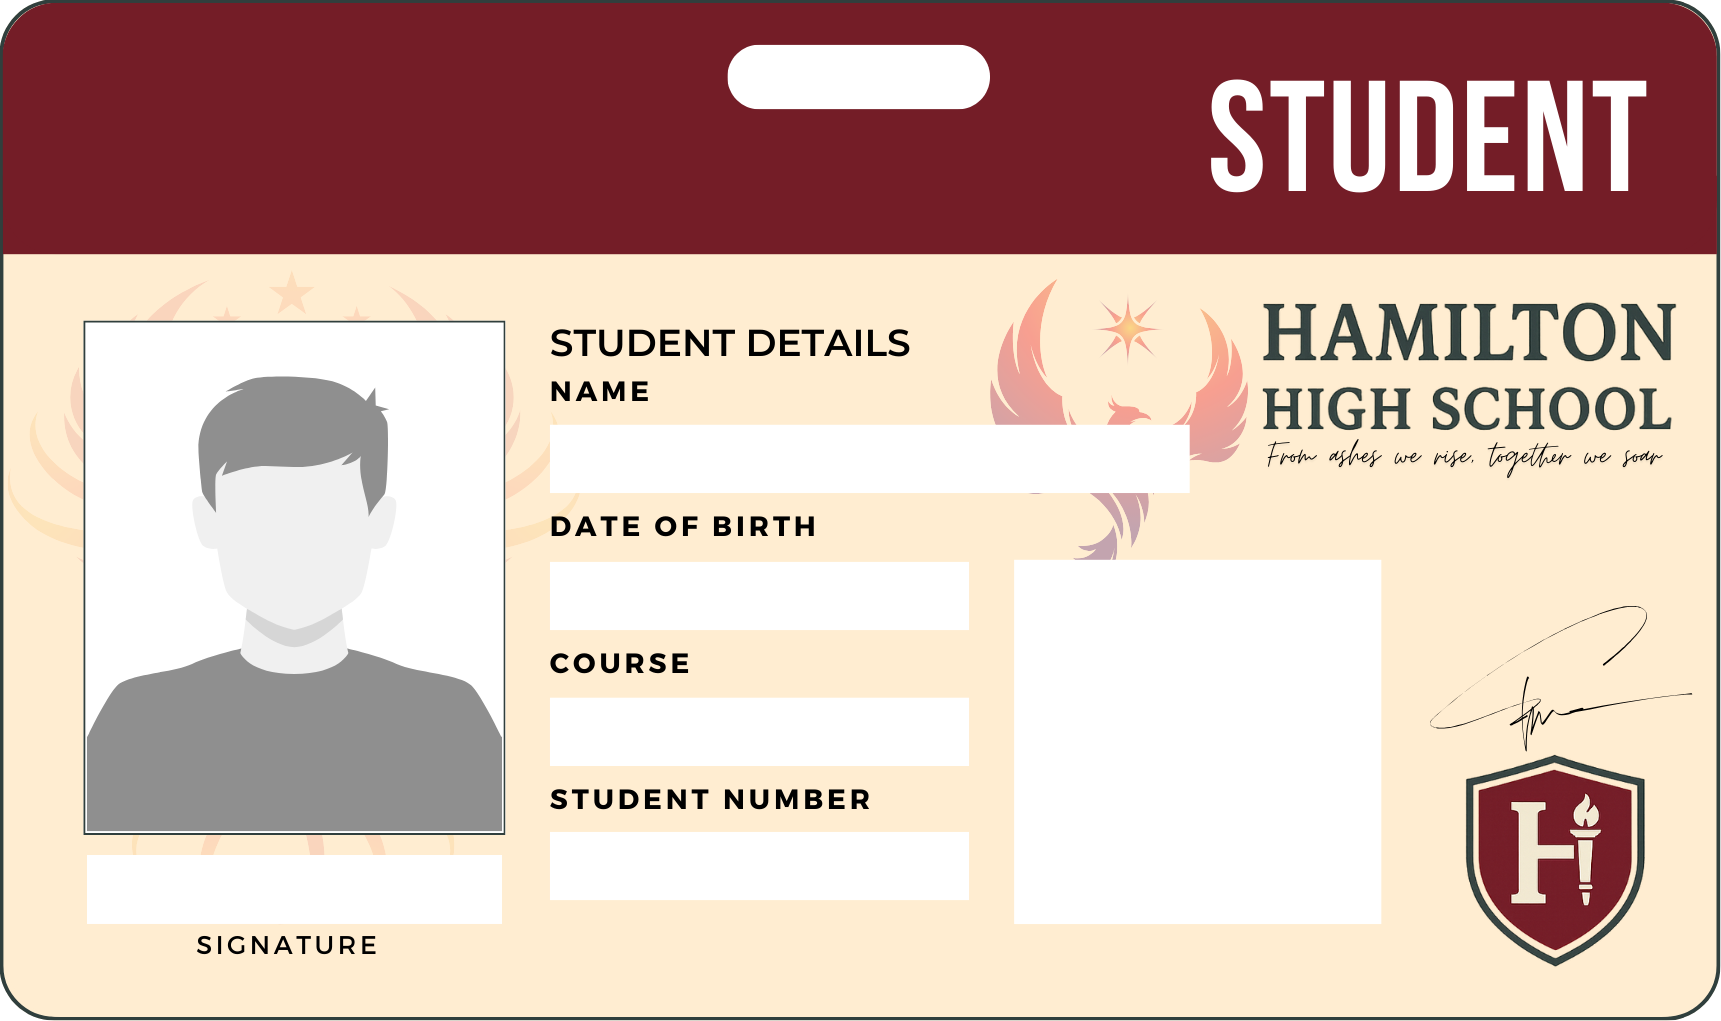 STUDENT
STUDENT DETAILS
NAME
DATE OF BIRTH
COURSE
STUDENT NUMBER
SIGNATURE
HAMILTON
HIGH SCHOOL
From ashes we rise, together we soar
H